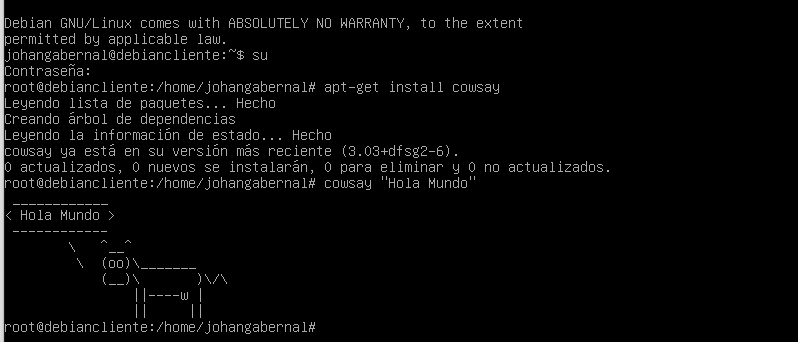 Debian GNU/Linux comes with ABSOLUTELY NO WARRANTY, to the extent
permitted by applicable law.
johangabernal@debiancliente:~$ su
Contraseña:
root@debiancliente:/home/johangabernal# apt-get install cowsay
Leyendo lista de paquetes... Hecho
Creando árbol de dependencias
Leyendo la información de estado... Hecho
cowsay ya está en su versión más reciente (3.03+dfsg2-6).
0 actualizados, 0 nuevos se instalarán, 0 para eliminar y 0 no actualizados.
root@debiancliente:/home/johangabernal# cowsay "Hola Mundo"
 ____________
< Hola Mundo >
 ------------
        \   ^__^
         \  (oo)\_______
            (__)\       )\/\
                ||----w |
                ||     ||
root@debiancliente:/home/johangabernal#